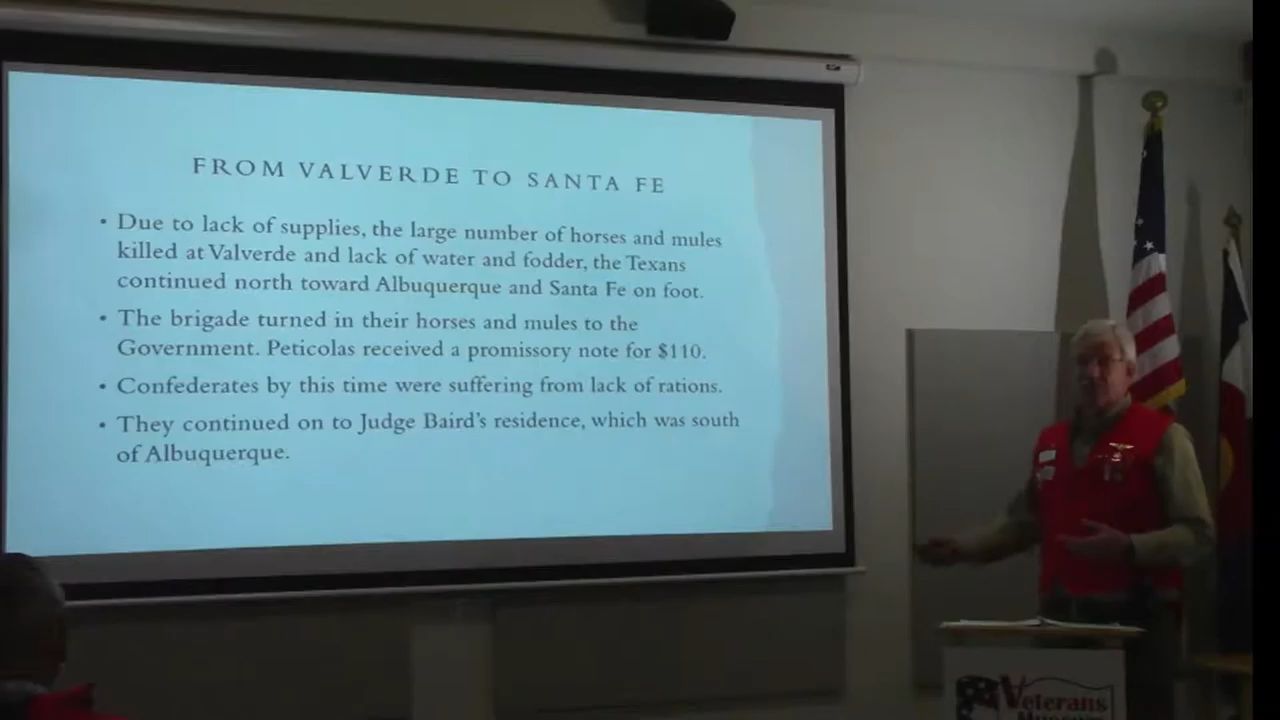 FROM VALVERDE TO SANTA FE
• Due to lack of supplies, the large number of horses and mules
killed at Valverde and lack of water and fodder, the Texans
continued north toward Albuquerque and Santa Fe on foot.
• The brigade turned in their horses and mules to the
Government. Peticolas received a promissory note for $110.
• Confederates by this time were suffering from lack of rations.
• They continued on to Judge Baird's residence, which was south
of Albuquerque.
Veterans
Museum